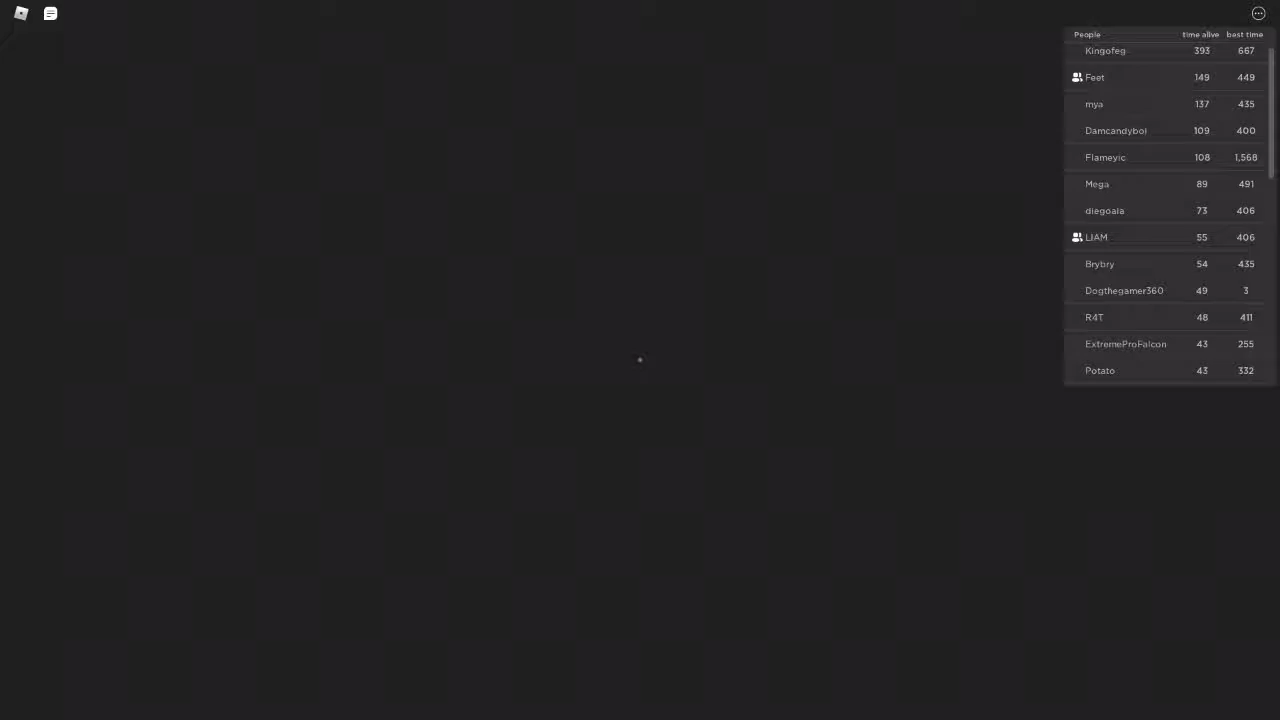 People time alive best time
Kingofeg 393 667
Feet 149 449
mya 137 435
Damcandyboi 109 400
Flameyic 108 1,568
Mega 89 491
diegoala 73 406
LIAM 55 406
Brybry 54 435
Dogthegamer360 49 3
R4T 48 411
ExtremeProFalcon 43 255
Potato 43 332